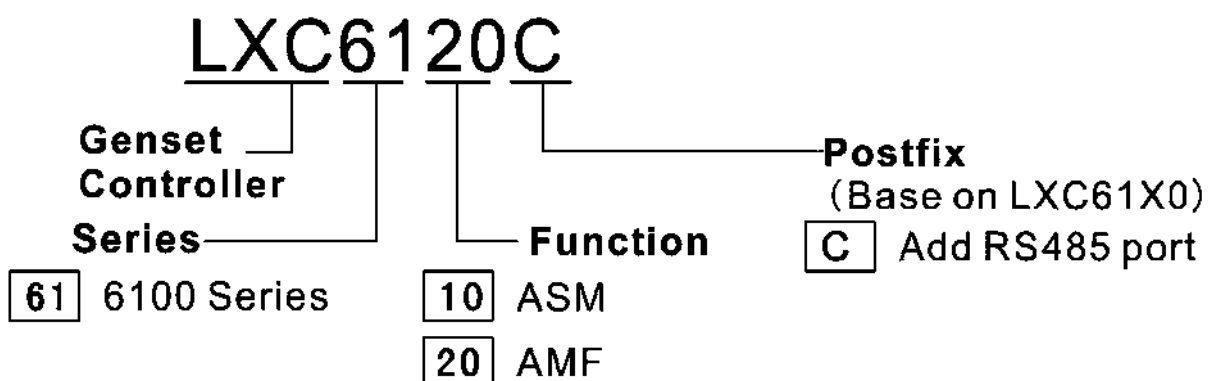 LXC6120C
Genset
Controller
Postfix
(Base on LXC61X0)
Series
Function
C Add RS485 port
61 6100 Series
10 ASM
20 AMF